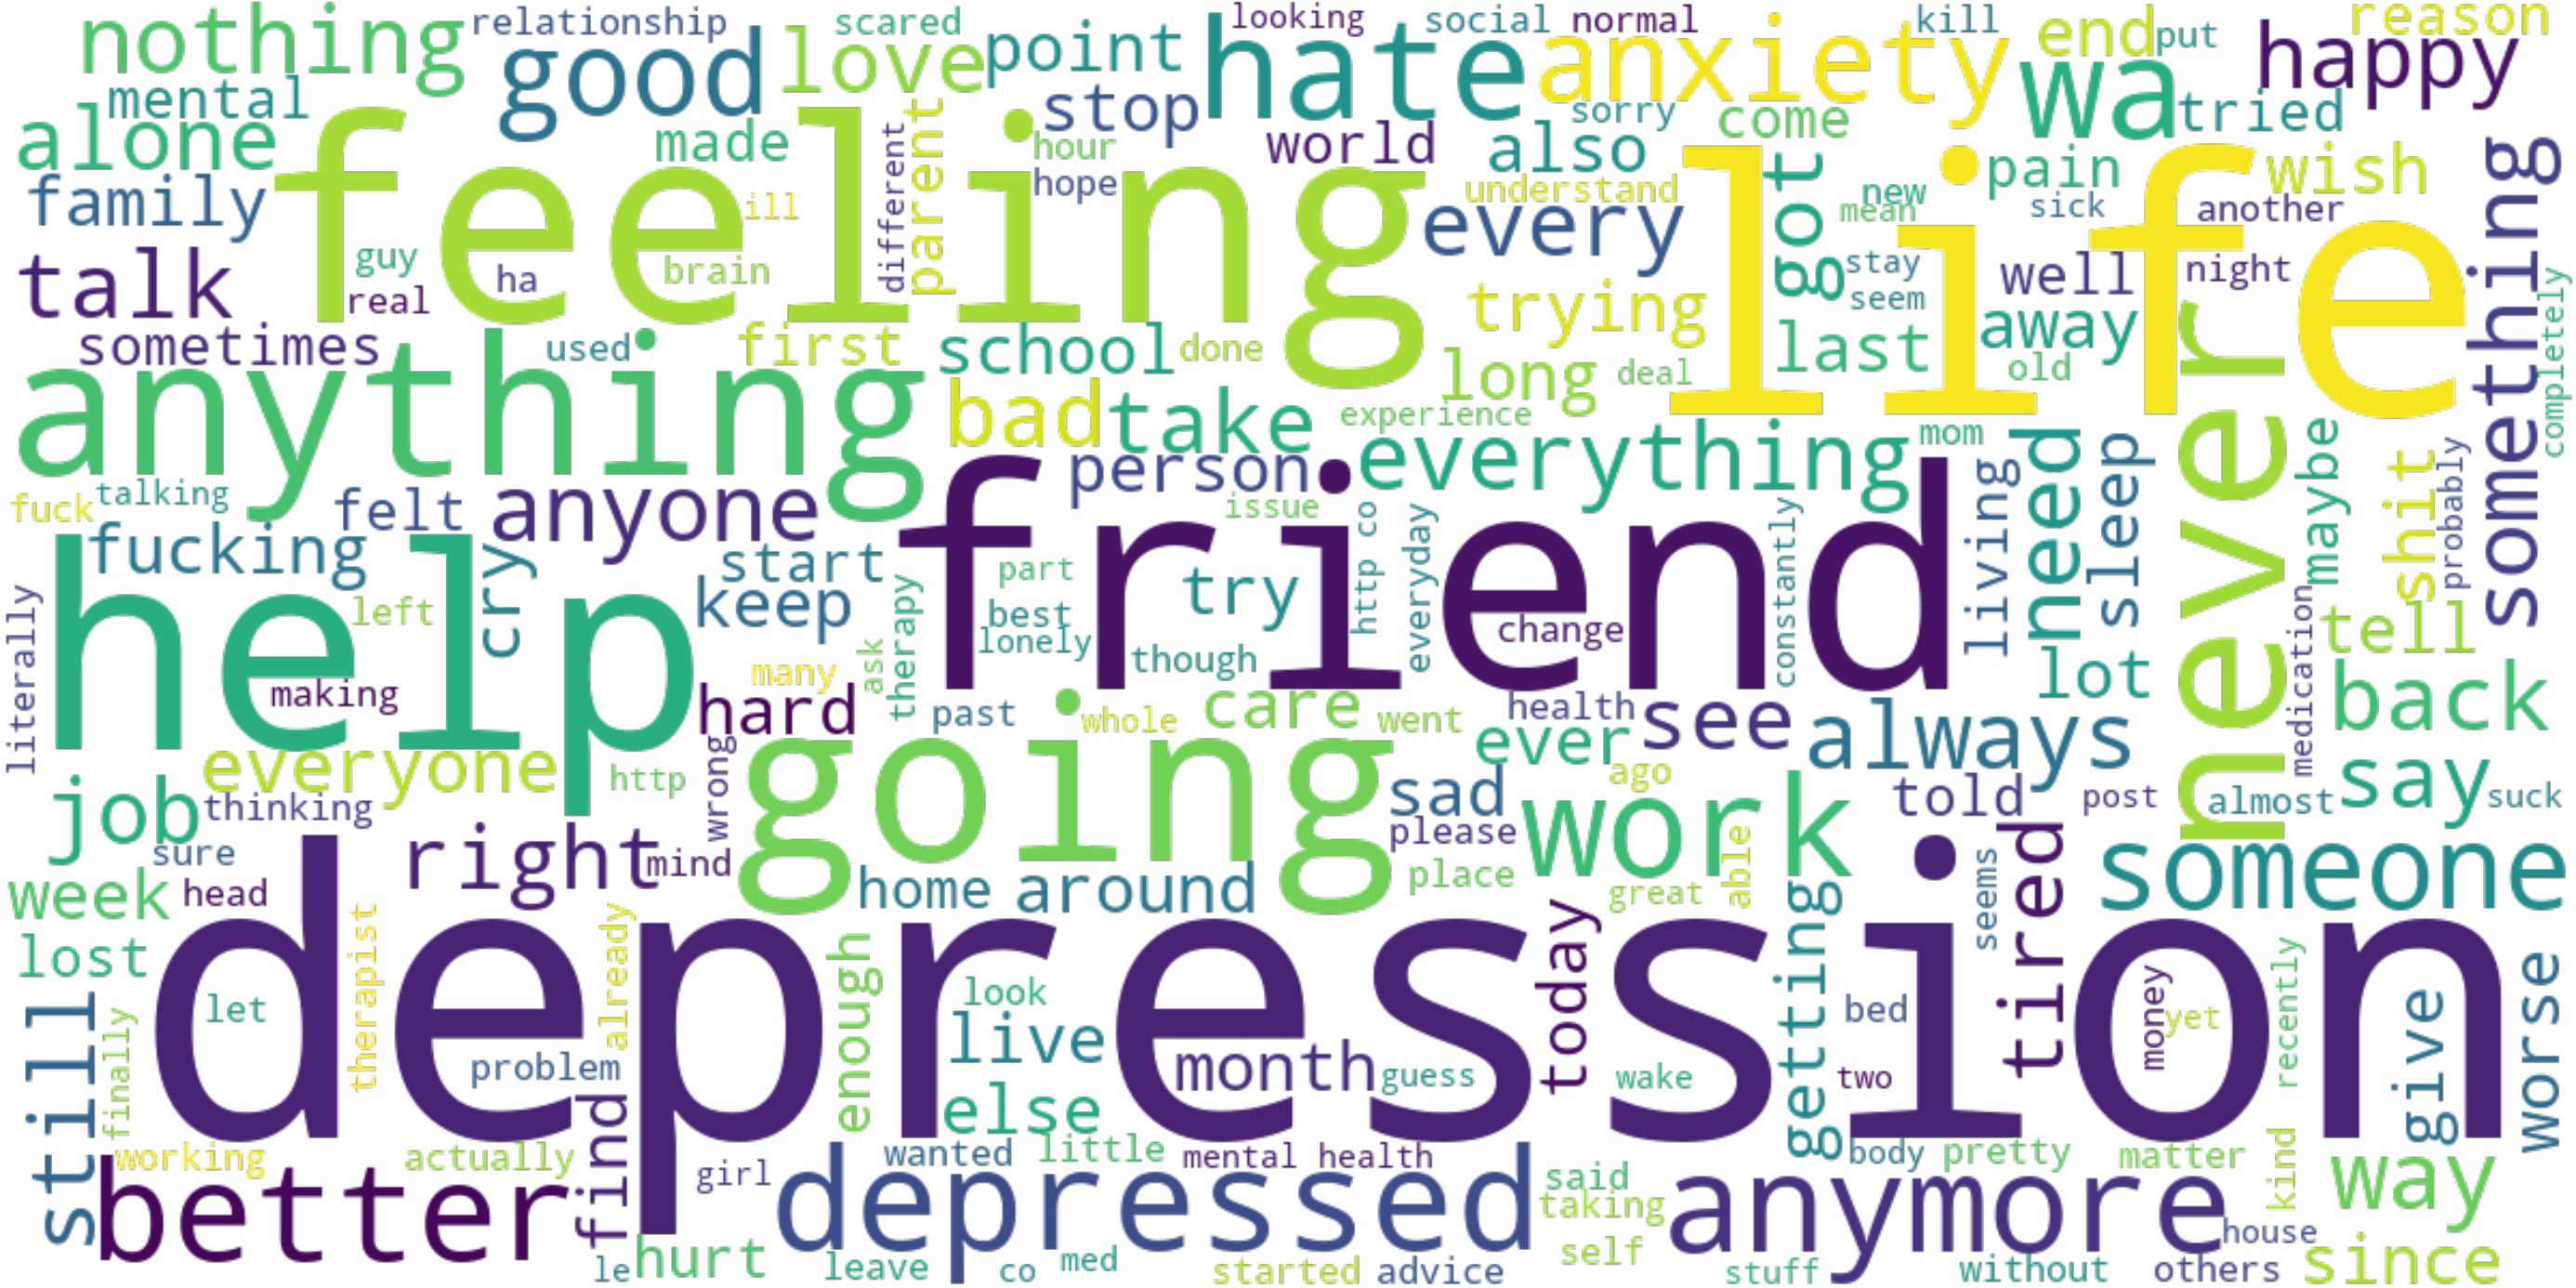 nothing
relationship
good
love
scared
point
hate
looking
social
normal
anxiety
kill
end
put
happy
reason
mental
alone
made
stop
world
sorry
also
come
wa
tried
family
feeling
ill
different
parent
hour
hope
understand
every
got
life
new
mean
pain
sick
wish
another
something
talk
guy
real
ha
brain
trying
stay
seem
well
night
sometimes
used
first
school
done
long
deal
last
away
old
completely
anything
bad
take
experience
everything
mom
never
fuck
talking
felt
anyone
person
issue
friend
http co
everyday
constantly
living
need
sleep
maybe
shit
probably
fucking
help
left
cry
start
keep
therapy
ask
part
best
lonely
try
though
change
lot
medication
tell
literally
making
many
hard
past
whole
care
went
health
see
always
back
everyone
http
wrong
going
ever
ago
sad
please
place
work
great
able
told
post
almost
say
suck
job
thinking
sure
right
mind
home
around
today
getting
seems
tired
someone
week
head
lost
depression
let
therapist
already
problem
enough
look
live
month
guess
wake
bed
two
money
yet
recently
give
worse
still
finally
else
working
actually
find
girl
wanted
little
mental health
said
taking
body
pretty
matter
kind
way
better
depressed
anymore
house
le
hurt
leave
co
med
started
advice
self
stuff
without
others
since